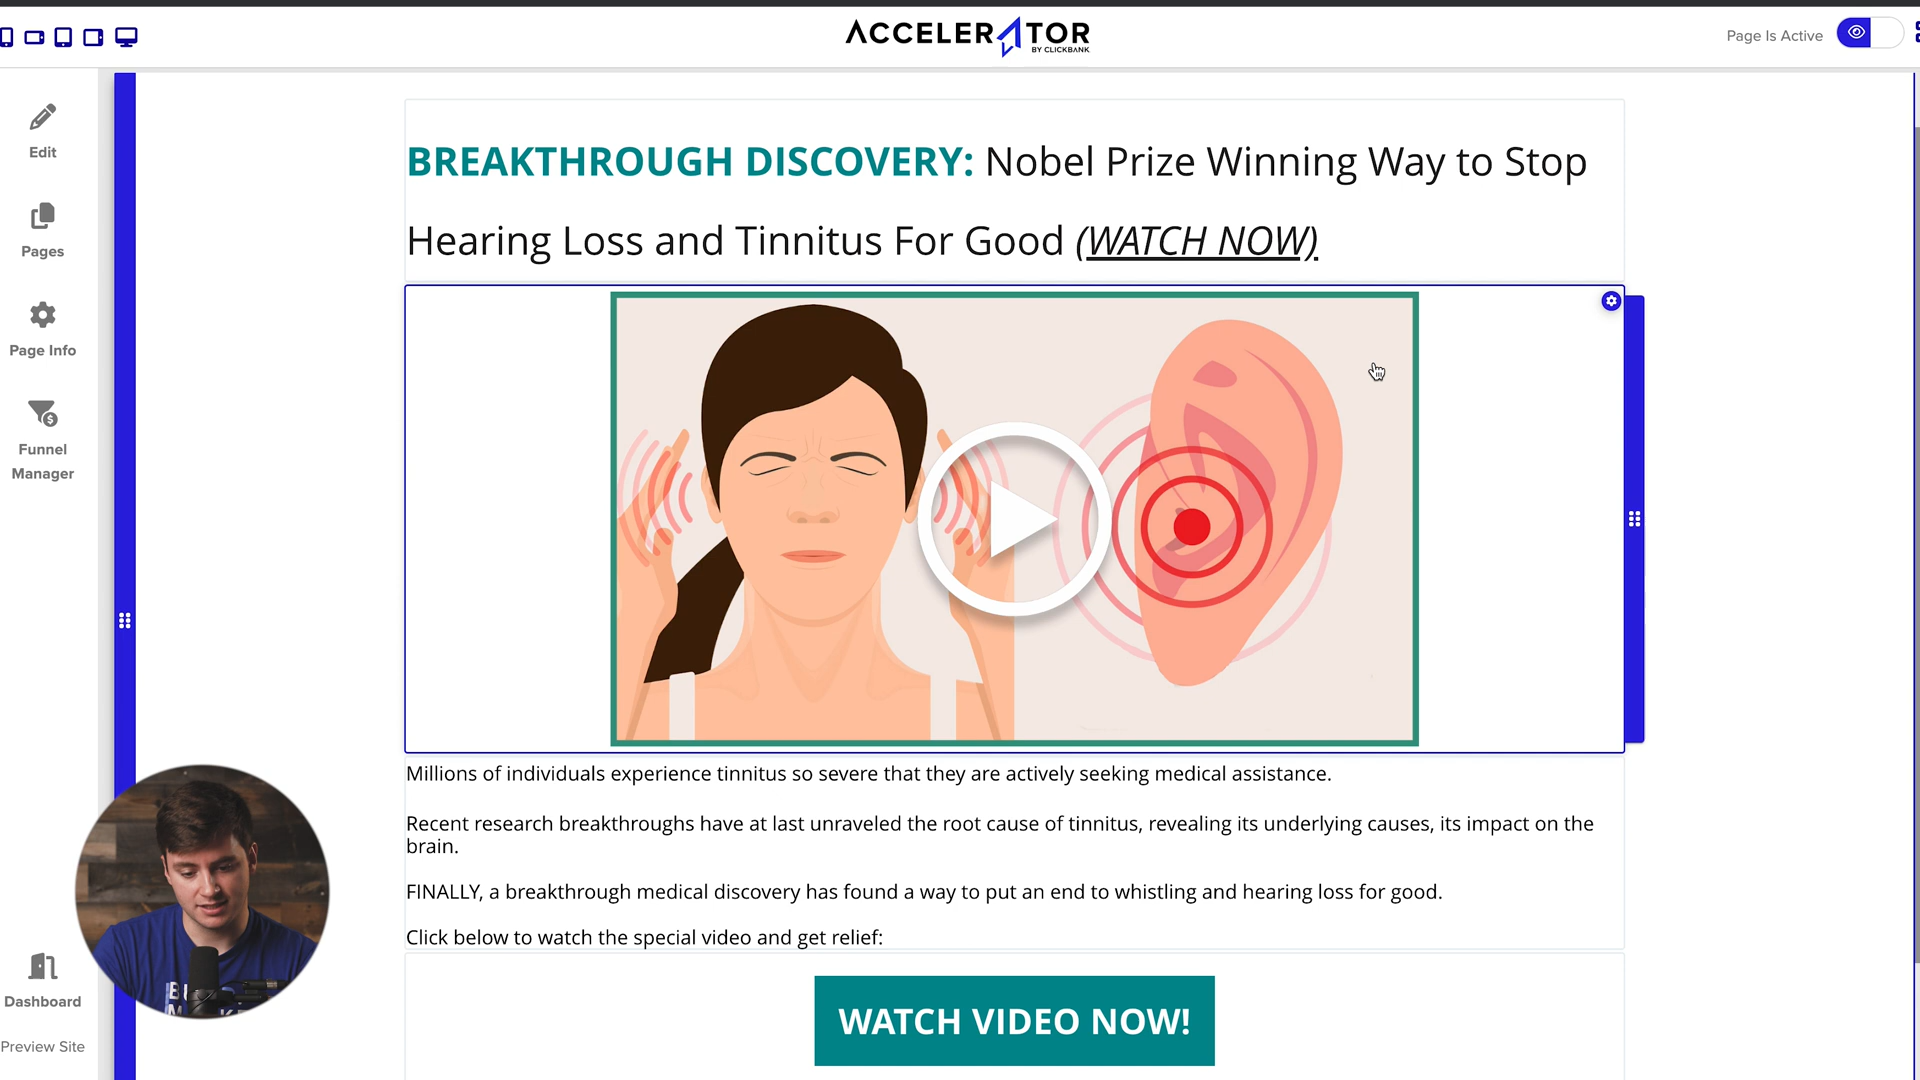 ACCELERATOR
BY CLICKBANK
Page Is Active
Edit
Pages
Page Info
Funnel
Manager
Dashboard
Preview Site
BREAKTHROUGH DISCOVERY: Nobel Prize Winning Way to Stop
Hearing Loss and Tinnitus For Good (WATCH NOW)
Millions of individuals experience tinnitus so severe that they are actively seeking medical assistance.
Recent research breakthroughs have at last unraveled the root cause of tinnitus, revealing its underlying causes, its impact on the
brain.
FINALLY, a breakthrough medical discovery has found a way to put an end to whistling and hearing loss for good.
Click below to watch the special video and get relief:
WATCH VIDEO NOW!